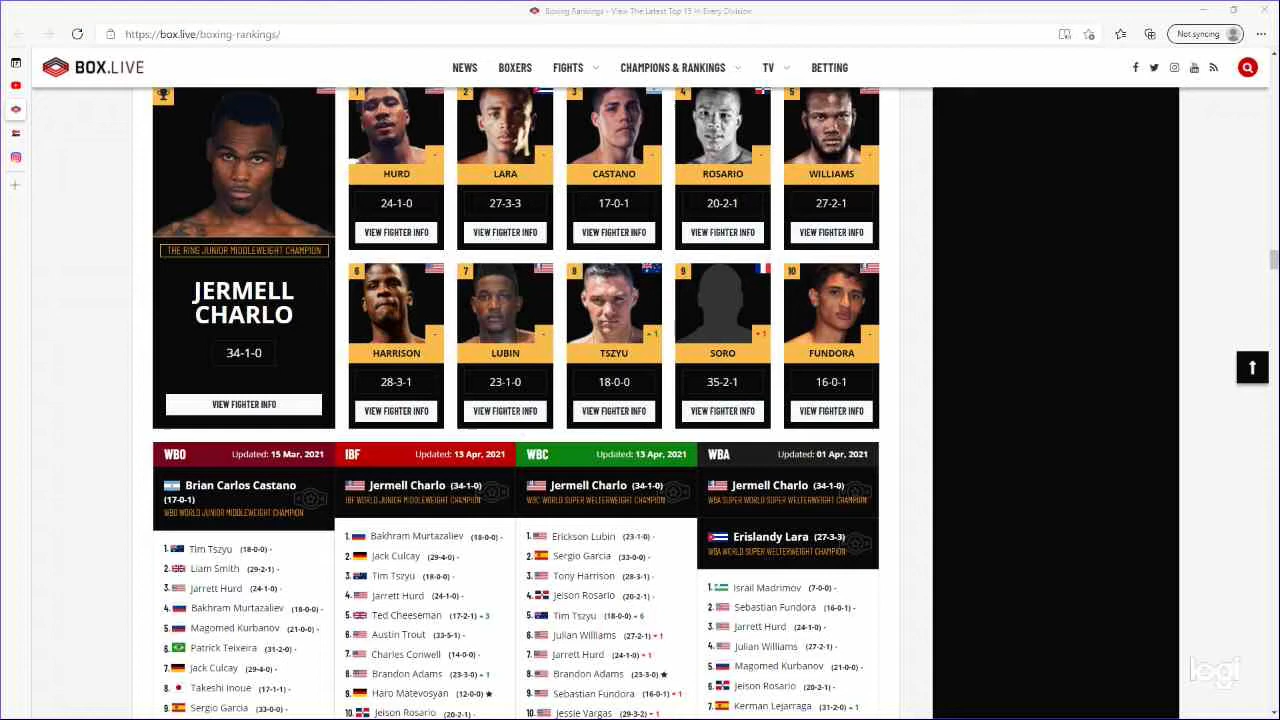 Boxing Rankings - View The Latest Top 15 In Every Division
https://box.live/boxing-rankings/
Not syncing
BOX.LIVE
NEWS
BOXERS
FIGHTS
CHAMPIONS & RANKINGS
TV
BETTING
THE RING JUNIOR MIDDLEWEIGHT CHAMPION
JERMELL
CHARLO
34-1-0
VIEW FIGHTER INFO
1 2 3 4 5
HURD LARA CASTANO ROSARIO WILLIAMS
24-1-0 27-3-3 17-0-1 20-2-1 27-2-1
VIEW FIGHTER INFO VIEW FIGHTER INFO VIEW FIGHTER INFO VIEW FIGHTER INFO VIEW FIGHTER INFO
6 7 8 9 10
HARRISON LUBIN TSZYU SORO FUNDORA
28-3-1 23-1-0 18-0-0 35-2-1 16-0-1
VIEW FIGHTER INFO VIEW FIGHTER INFO VIEW FIGHTER INFO VIEW FIGHTER INFO VIEW FIGHTER INFO
WBO Updated: 15 Mar, 2021
Brian Carlos Castano
(17-0-1)
WBO WORLD JUNIOR MIDDLEWEIGHT CHAMPION
1. Tim Tszyu (18-0-0) -
2. Liam Smith (29-2-1) -
3. Jarrett Hurd (24-1-0) -
4. Bakhram Murtazaliev (18-0-0) -
5. Magomed Kurbanov (21-0-0) -
6. Patrick Teixeira (31-2-0) -
7. Jack Culcay (29-4-0) -
8. Takeshi Inoue (17-1-1) -
9. Sergio Garcia (33-0-0) -
IBF Updated: 13 Apr, 2021
Jermell Charlo (34-1-0)
IBF WORLD JUNIOR MIDDLEWEIGHT CHAMPION
1. Bakhram Murtazaliev (18-0-0) -
2. Jack Culcay (29-4-0) -
3. Tim Tszyu (18-0-0) -
4. Jarrett Hurd (24-1-0) -
5. Ted Cheeseman (17-2-1) + 3
6. Austin Trout (33-5-1) -
7. Charles Conwell (14-0-0) -
8. Brandon Adams (23-3-0) + 1
9. Haro Matevosyan (12-0-0) ★
10. Jeison Rosario (20-2-1) -
WBC Updated: 13 Apr, 2021
Jermell Charlo (34-1-0)
WBC WORLD SUPER WELTERWEIGHT CHAMPION
1. Erickson Lubin (23-1-0) -
2. Sergio Garcia (33-0-0) -
3. Tony Harrison (28-3-1) -
4. Jeison Rosario (20-2-1) -
5. Tim Tszyu (18-0-0) + 6
6. Julian Williams (27-2-1) + 1
7. Jarrett Hurd (24-1-0) + 1
8. Brandon Adams (23-3-0) ★
9. Sebastian Fundora (16-0-1) + 1
10. Jessie Vargas (29-3-2) + 1
WBA Updated: 01 Apr, 2021
Jermell Charlo (34-1-0)
WBA SUPER WORLD SUPER WELTERWEIGHT CHAMPION
Erislandy Lara (27-3-3)
WBA WORLD SUPER WELTERWEIGHT CHAMPION
1. Israil Madrimov (7-0-0) -
2. Sebastian Fundora (16-0-1) -
3. Jarrett Hurd (24-1-0) -
4. Julian Williams (27-2-1) -
5. Magomed Kurbanov (21-0-0) -
6. Jeison Rosario (20-2-1) -
7. Kerman Lejarraga (31-2-0) + 1
logi